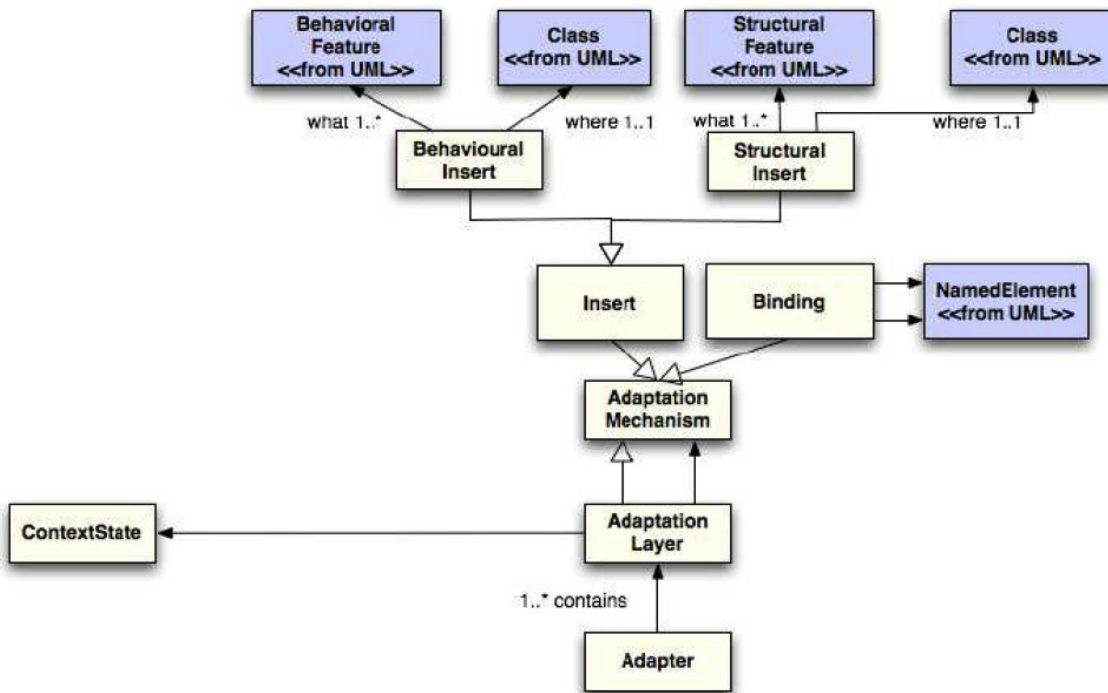 Behavioral
Feature
<<from UML>>
Class
<<from UML>>
Structural
Feature
<<from UML>>
Class
<<from UML>>
what 1..*
where 1..1
what 1..*
where 1..1
Behavioural
Insert
Structural
Insert
Insert
Binding
NamedElement
<<from UML>>
Adaptation
Mechanism
ContextState
Adaptation
Layer
1..* contains
Adapter